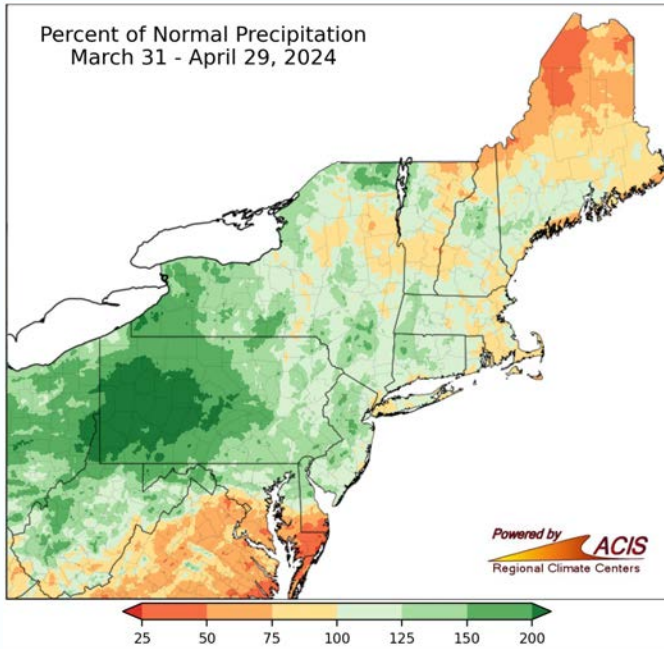 Percent of Normal Precipitation
March 31 - April 29, 2024
Powered by
ACIS
Regional Climate Centers
25 50 75 100 125 150 200